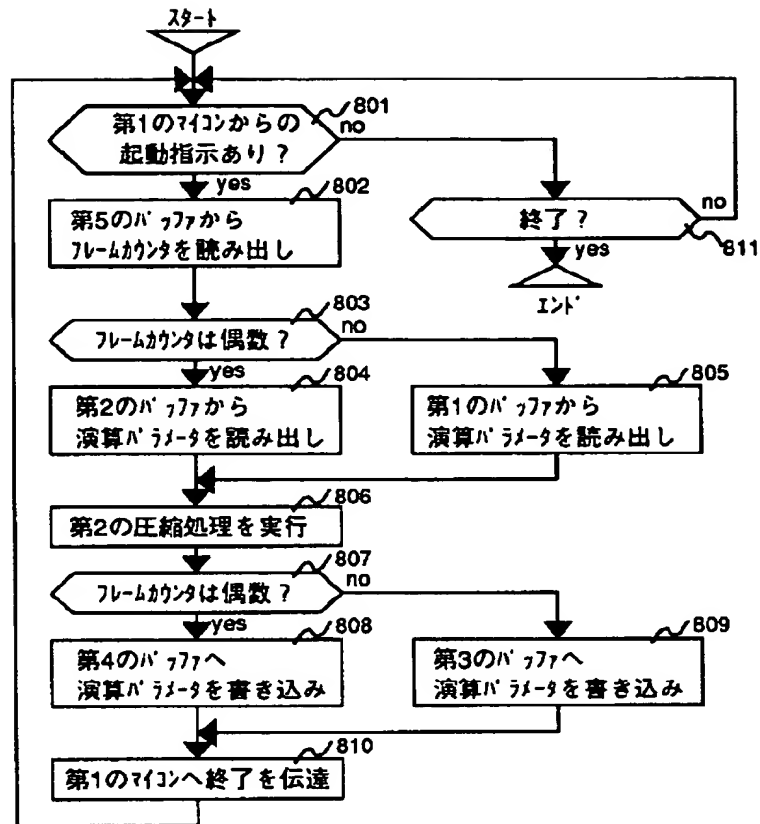 スタート
801
第1のマイコンからの
起動指示あり？
no
yes
802
第5のバッファから
フレームカウンタを読み出し
終了？
no
811
yes
エンド
803
フレームカウンタは偶数？
no
yes
804
第2のバッファから
演算パラメータを読み出し
805
第1のバッファから
演算パラメータを読み出し
806
第2の圧縮処理を実行
807
フレームカウンタは偶数？
no
yes
808
第4のバッファへ
演算パラメータを書き込み
809
第3のバッファへ
演算パラメータを書き込み
810
第1のマイコンへ終了を伝達